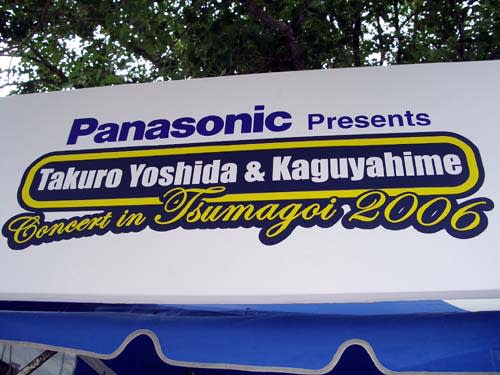 Panasonic Presents
Takuro Yoshida & Kaguyahime
Concert in Tsumagoi 2006